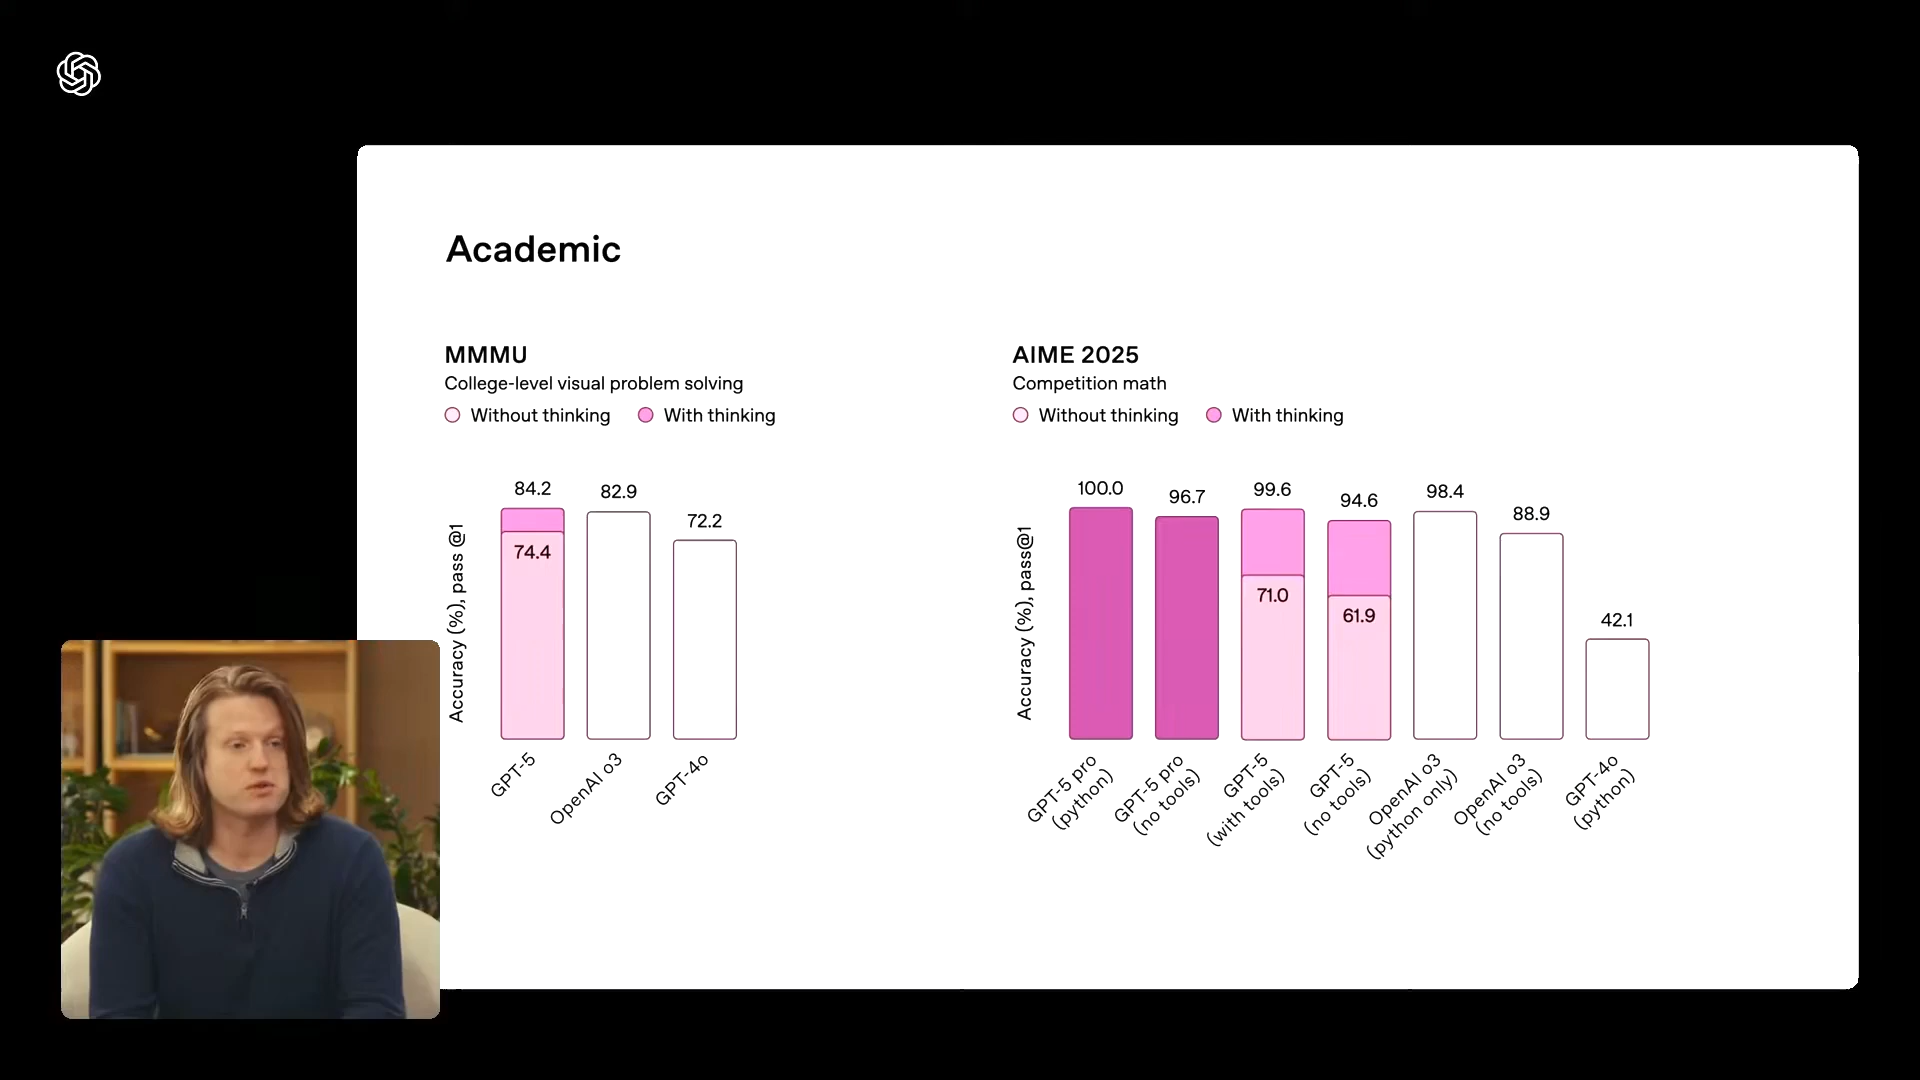 Academic
MMMU
College-level visual problem solving
Without thinking
With thinking
Accuracy (%), pass @1
84.2
74.4
82.9
72.2
GPT-5
OpenAI o3
GPT-4o
AIME 2025
Competition math
Without thinking
With thinking
Accuracy (%), pass@1
100.0
96.7
99.6
71.0
94.6
61.9
98.4
88.9
42.1
GPT-5 pro
(python)
GPT-5 pro
(no tools)
GPT-5
(with tools)
GPT-5
(no tools)
OpenAI o3
(python only)
OpenAI o3
(no tools)
GPT-4o
(python)